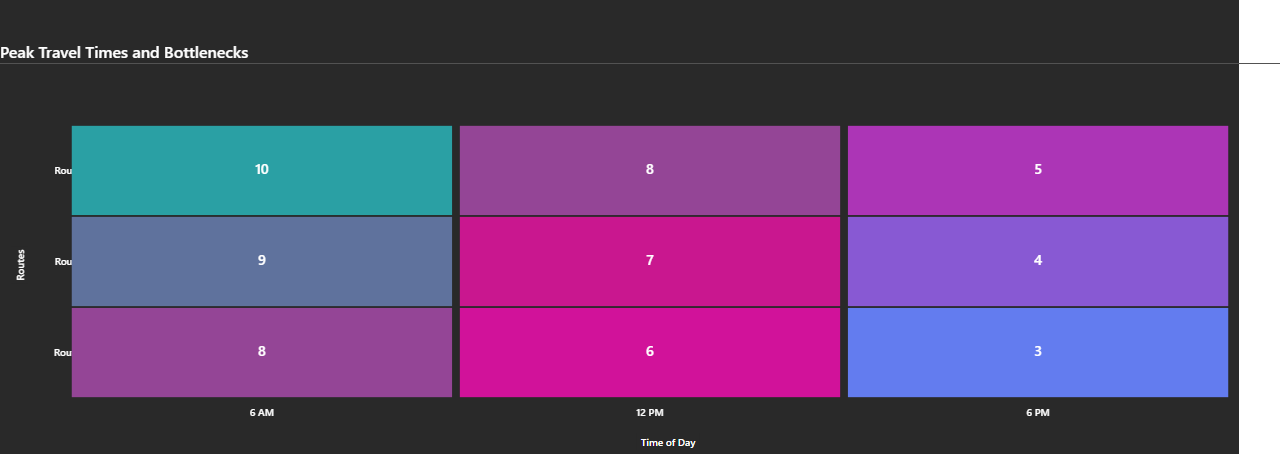 Peak Travel Times and Bottlenecks
Rou 10 8 5
Rou 9 7 4
Rou 8 6 3
Routes
6 AM 12 PM 6 PM
Time of Day